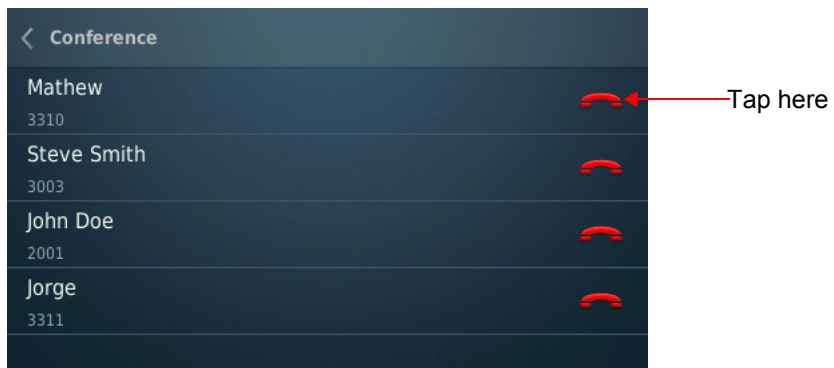 Conference
Mathew
3310
Tap here
Steve Smith
3003
John Doe
2001
Jorge
3311